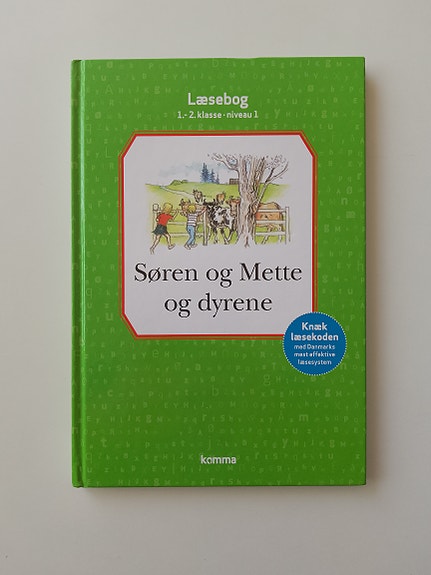 Læsebog
1.- 2. klasse · niveau 1
Søren og Mette
og dyrene
Knæk
læsekoden
med Danmarks
mest effektive
læsesystem
komma